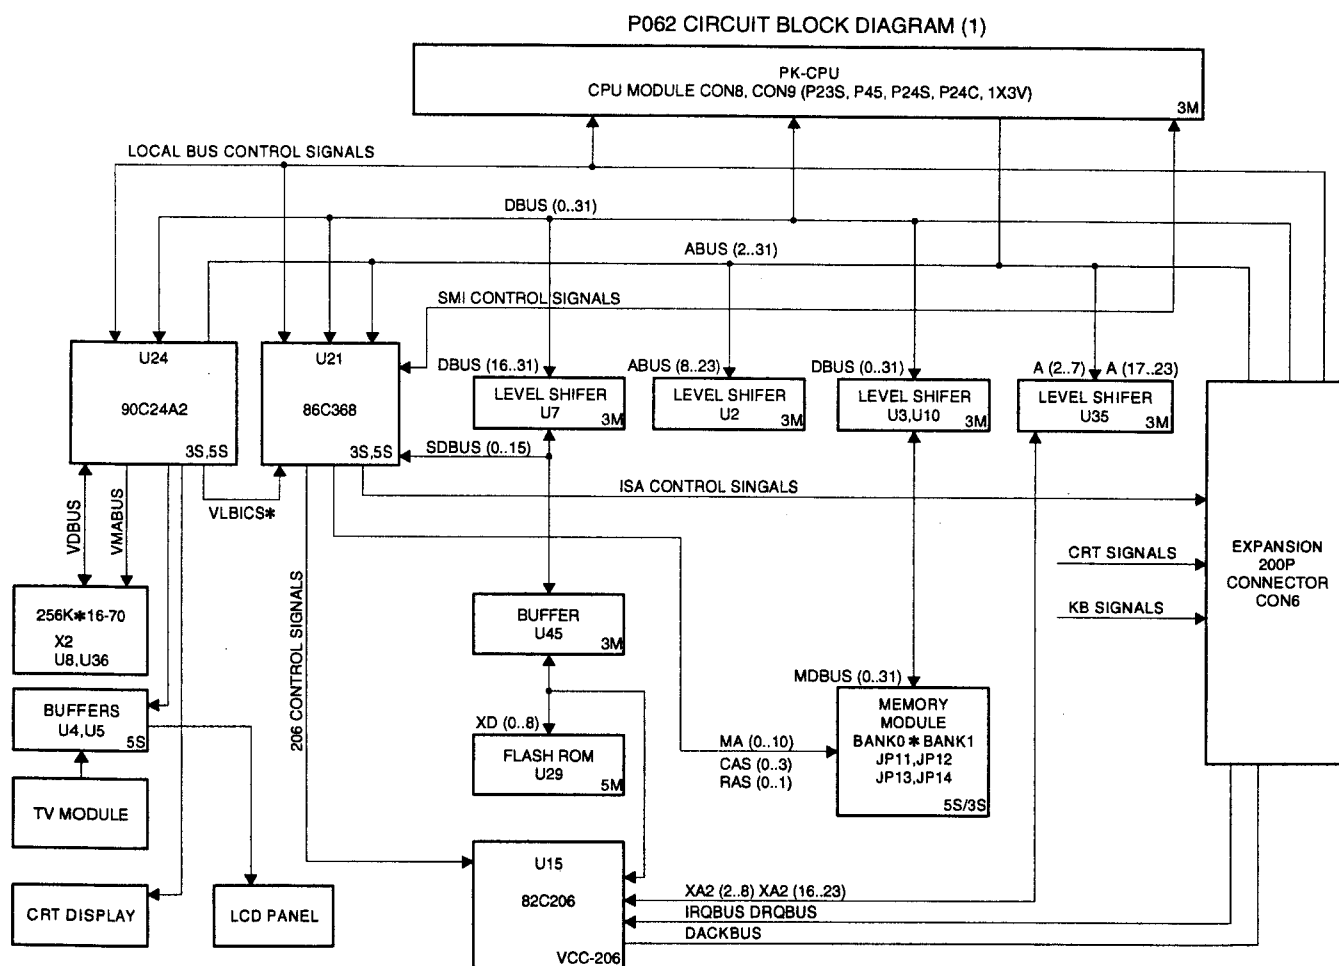 P062 CIRCUIT BLOCK DIAGRAM (1)
PK-CPU
CPU MODULE CON8, CON9 (P23S, P45, P24S, P24C, 1X3V)
3M
LOCAL BUS CONTROL SIGNALS
DBUS (0..31)
ABUS (2..31)
SMI CONTROL SIGNALS
U24
90C24A2
3S,5S
U21
86C368
3S,5S
DBUS (16..31)
LEVEL SHIFER
U7
3M
ABUS (8..23)
LEVEL SHIFER
U2
3M
DBUS (0..31)
LEVEL SHIFER
U3,U10
3M
A (2..7) A (17..23)
LEVEL SHIFER
U35
3M
SDBUS (0..15)
ISA CONTROL SINGALS
VLBICS*
VDBUS
VMABUS
206 CONTROL SIGNALS
CRT SIGNALS
KB SIGNALS
EXPANSION
200P
CONNECTOR
CON6
256K*16-70
X2
U8,U36
BUFFERS
U4,U5
5S
TV MODULE
CRT DISPLAY
LCD PANEL
BUFFER
U45
3M
XD (0..8)
FLASH ROM
U29
5M
MDBUS (0..31)
MEMORY
MODULE
BANK0*BANK1
JP11,JP12
JP13,JP14
5S/3S
MA (0..10)
CAS (0..3)
RAS (0..1)
U15
82C206
VCC-206
XA2 (2..8) XA2 (16..23)
IRQBUS DRQBUS
DACKBUS